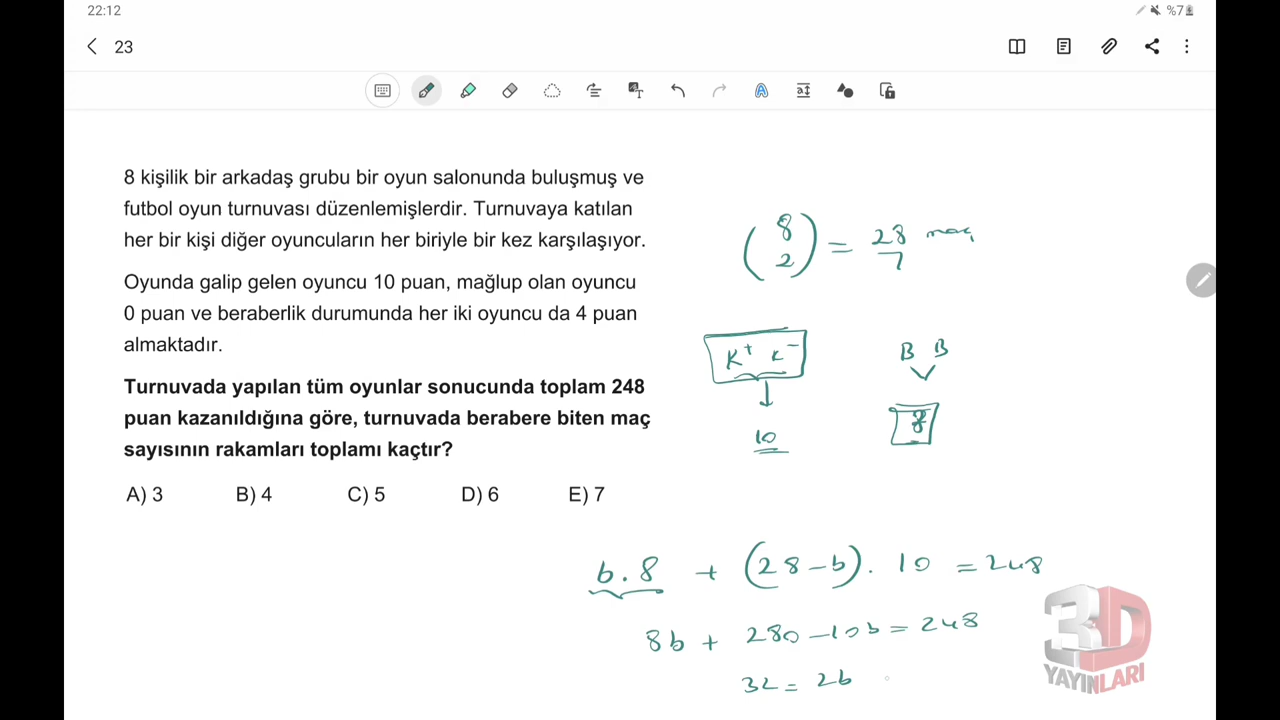 22:12
%7
23
8 kişilik bir arkadaş grubu bir oyun salonunda buluşmuş ve
futbol oyun turnuvası düzenlemişlerdir. Turnuvaya katılan
her bir kişi diğer oyuncuların her biriyle bir kez karşılaşıyor.
Oyunda galip gelen oyuncu 10 puan, mağlup olan oyuncu
0 puan ve beraberlik durumunda her iki oyuncu da 4 puan
almaktadır.
Turnuvada yapılan tüm oyunlar sonucunda toplam 248
puan kazanıldığına göre, turnuvada berabere biten maç
sayısının rakamları toplamı kaçtır?
A) 3 B) 4 C) 5 D) 6 E) 7
(8 2) = 28 maç
K+ K-
10
B B
8
b.8 + (28-b). 10 = 248
8b + 280 -10b = 248
32 = 2b
3D
YAYINLARI